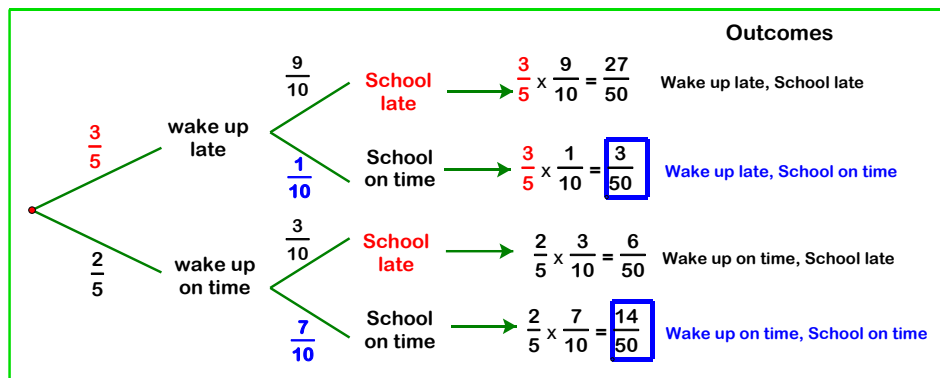 Outcomes
9/10
School late
3/5 x 9/10 = 27/50
Wake up late, School late
3/5
wake up late
1/10
School on time
3/5 x 1/10 = 3/50
Wake up late, School on time
2/5
wake up on time
3/10
School late
2/5 x 3/10 = 6/50
Wake up on time, School late
7/10
School on time
2/5 x 7/10 = 14/50
Wake up on time, School on time